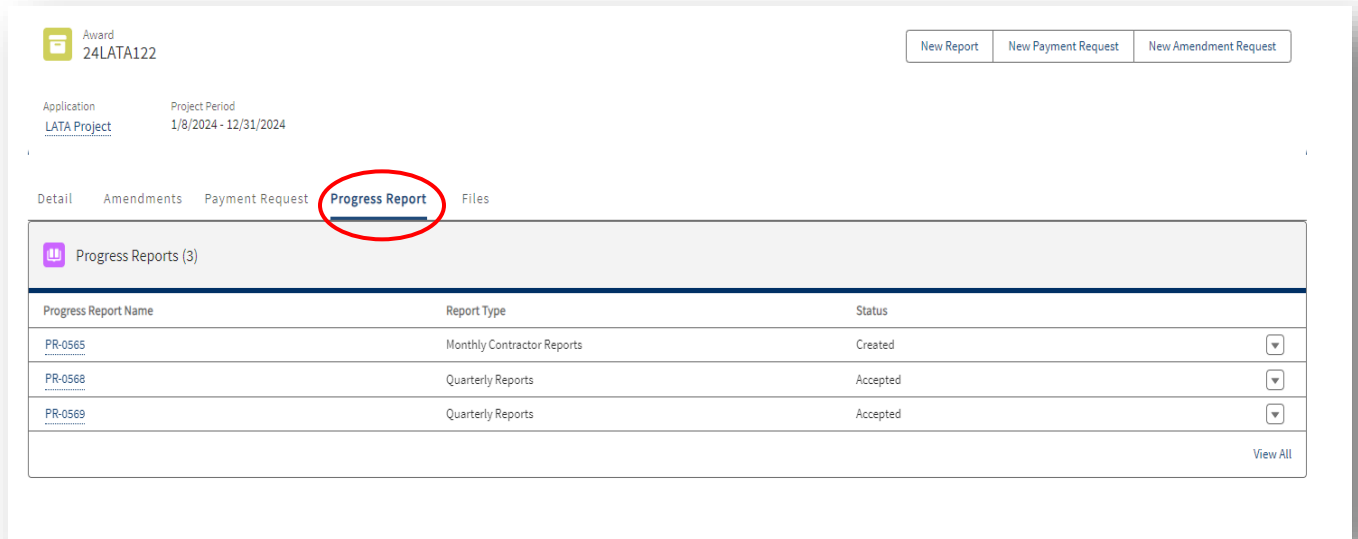 Award
24LATA122
New Report New Payment Request New Amendment Request
Application Project Period
LATA Project 1/8/2024 - 12/31/2024
Detail Amendments Payment Request Progress Report Files
Progress Reports (3)
Progress Report Name Report Type Status
PR-0565 Monthly Contractor Reports Created
PR-0568 Quarterly Reports Accepted
PR-0569 Quarterly Reports Accepted
View All